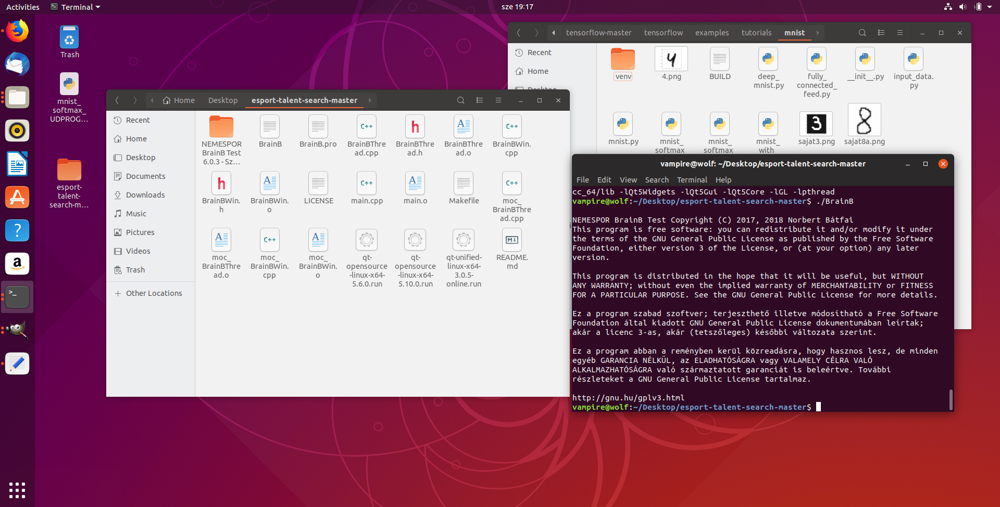 Activities
Terminal
sze 19:17
Trash
mnist_
softmax_
UDPROG…
esport-
talent-
search-m…
tensorflow-master
tensorflow
examples
tutorials
mnist
Recent
Home
Desktop
venv
4.png
BUILD
deep_
mnist.py
fully_
connected_
feed.py
__init__.py
input_data.
py
mnist.py
mnist_
softmax
mnist_
softmax
mnist_
with
sajat3.png
sajat8a.png
Home
Desktop
esport-talent-search-master
Recent
Home
Desktop
Documents
Downloads
Music
Pictures
Videos
Trash
Other Locations
NEMESPOR
BrainB Test
6.0.3 - Sz…
BrainB
BrainB.pro
BrainBThre
ad.cpp
BrainBThre
ad.h
BrainBThre
ad.o
BrainBWin.
cpp
BrainBWin.
h
BrainBWin.
o
LICENSE
main.cpp
main.o
Makefile
moc_
BrainBThre
ad.cpp
moc_
BrainBThre
ad.o
moc_
BrainBWin.
cpp
moc_
BrainBWin.
o
qt-
opensource
-linux-x64-
5.6.0.run
qt-
opensource
-linux-x64-
5.10.0.run
qt-unified-
linux-x64-
3.0.5-
online.run
README.
md
vampire@wolf: ~/Desktop/esport-talent-search-master
File Edit View Search Terminal Help
cc_64/lib -lQt5Widgets -lQt5Gui -lQt5Core -lGL -lpthread
vampire@wolf:~/Desktop/esport-talent-search-master$ ./BrainB
NEMESPOR BrainB Test Copyright (C) 2017, 2018 Norbert Bátfai
This program is free software: you can redistribute it and/or modify it under
the terms of the GNU General Public License as published by the Free Software
Foundation, either version 3 of the License, or (at your option) any later
version.
This program is distributed in the hope that it will be useful, but WITHOUT
ANY WARRANTY; without even the implied warranty of MERCHANTABILITY or FITNESS
FOR A PARTICULAR PURPOSE. See the GNU General Public License for more details.
Ez a program szabad szoftver; terjeszthető illetve módosítható a Free Software
Foundation által kiadott GNU General Public License dokumentumában leírtak;
akár a licenc 3-as, akár (tetszőleges) későbbi változata szerint.
Ez a program abban a reményben kerül közreadásra, hogy hasznos lesz, de minden
egyéb GARANCIA NÉLKÜL, az ELADHATÓSÁGRA vagy VALAMELY CÉLRA VALÓ
ALKALMAZHATÓSÁGRA való származtatott garanciát is beleértve. További
részleteket a GNU General Public License tartalmaz.
http://gnu.hu/gplv3.html
vampire@wolf:~/Desktop/esport-talent-search-master$